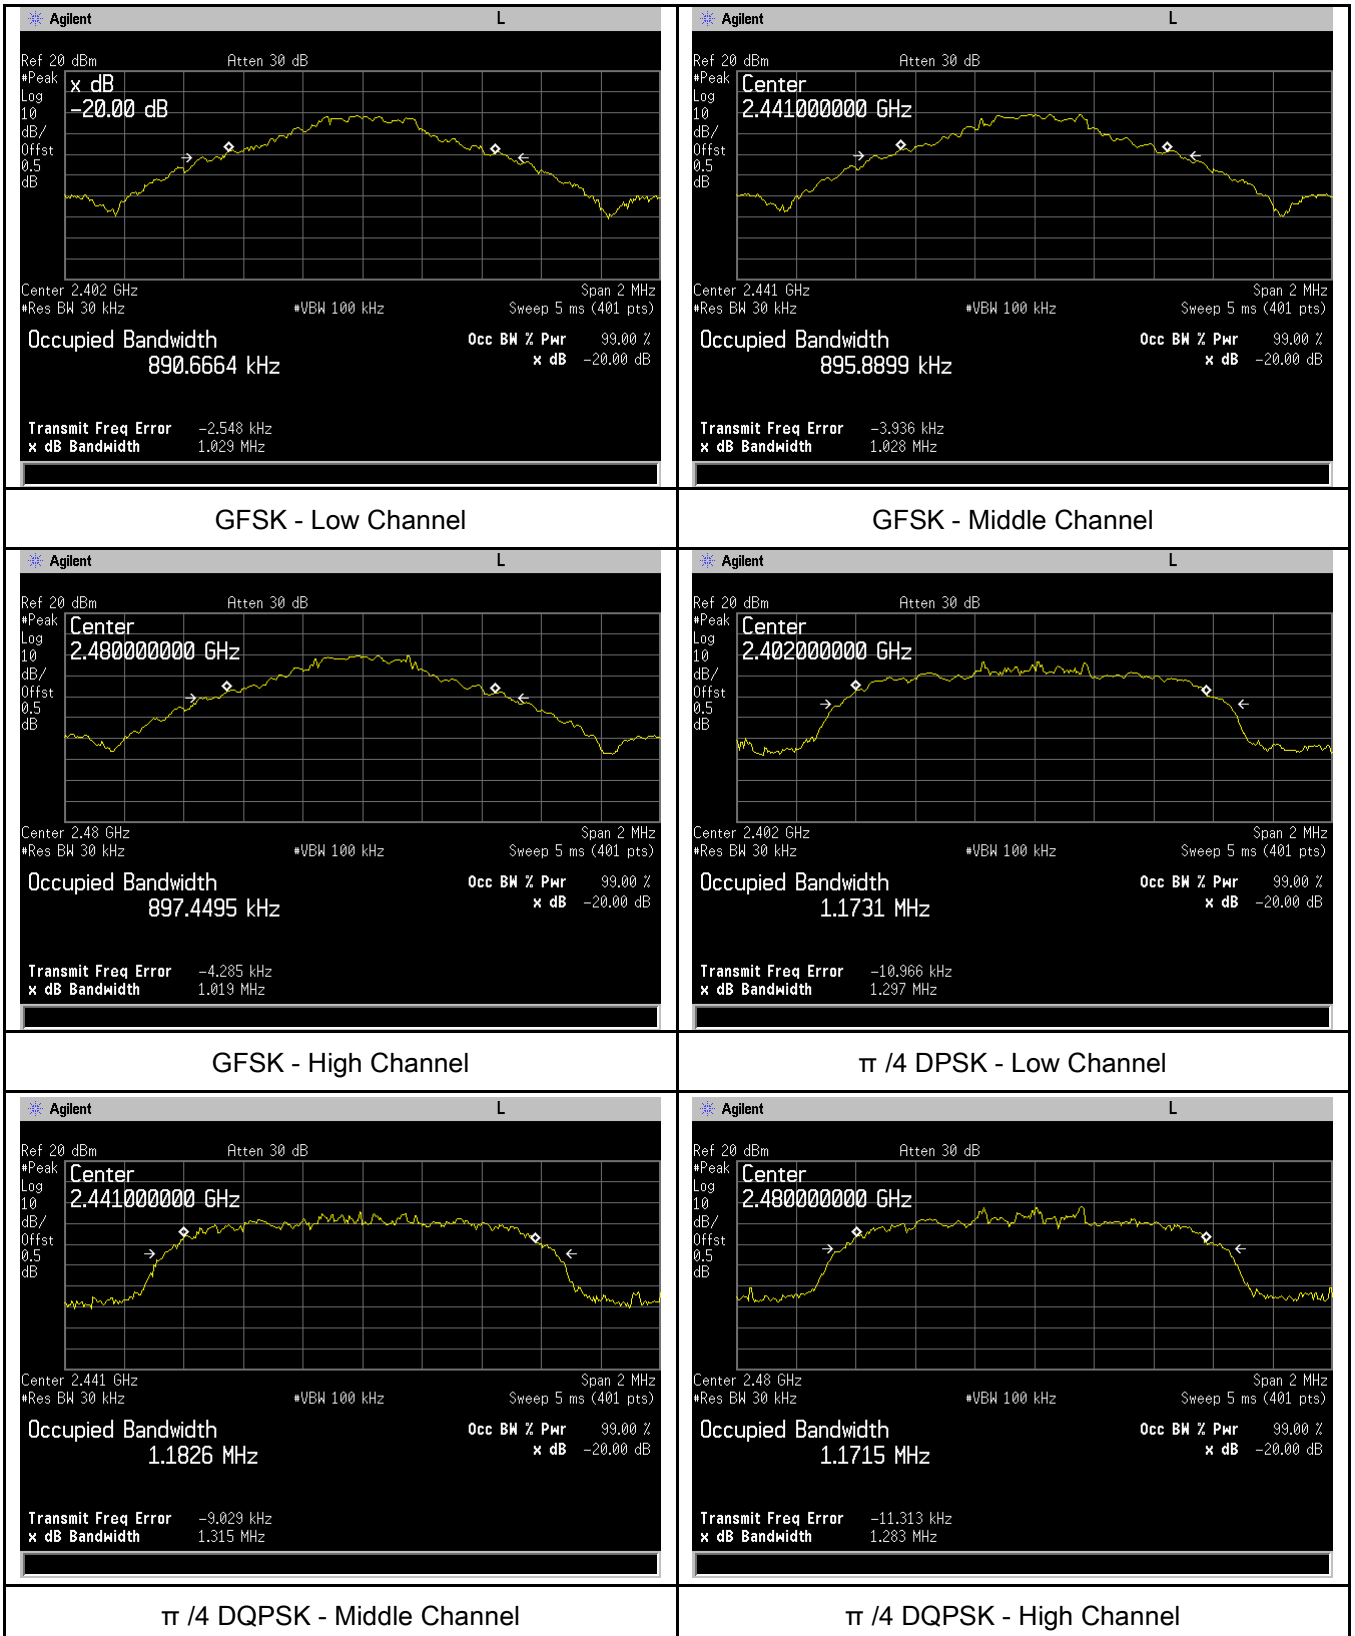 Agilent L
Ref 20 dBm Atten 30 dB
#Peak
Log
10
dB/
Offst
0.5
dB
x dB
-20.00 dB
Center 2.402 GHz Span 2 MHz
#Res BW 30 kHz #VBW 100 kHz Sweep 5 ms (401 pts)
Occupied Bandwidth Occ BW % Pwr 99.00 %
890.6664 kHz x dB -20.00 dB
Transmit Freq Error -2.548 kHz
x dB Bandwidth 1.029 MHz
GFSK - Low Channel
Agilent L
Ref 20 dBm Atten 30 dB
#Peak
Log
10
dB/
Offst
0.5
dB
Center
2.441000000 GHz
Center 2.441 GHz Span 2 MHz
#Res BW 30 kHz #VBW 100 kHz Sweep 5 ms (401 pts)
Occupied Bandwidth Occ BW % Pwr 99.00 %
895.8899 kHz x dB -20.00 dB
Transmit Freq Error -3.936 kHz
x dB Bandwidth 1.028 MHz
GFSK - Middle Channel
Agilent L
Ref 20 dBm Atten 30 dB
#Peak
Log
10
dB/
Offst
0.5
dB
Center
2.480000000 GHz
Center 2.48 GHz Span 2 MHz
#Res BW 30 kHz #VBW 100 kHz Sweep 5 ms (401 pts)
Occupied Bandwidth Occ BW % Pwr 99.00 %
897.4495 kHz x dB -20.00 dB
Transmit Freq Error -4.285 kHz
x dB Bandwidth 1.019 MHz
GFSK - High Channel
Agilent L
Ref 20 dBm Atten 30 dB
#Peak
Log
10
dB/
Offst
0.5
dB
Center
2.402000000 GHz
Center 2.402 GHz Span 2 MHz
#Res BW 30 kHz #VBW 100 kHz Sweep 5 ms (401 pts)
Occupied Bandwidth Occ BW % Pwr 99.00 %
1.1731 MHz x dB -20.00 dB
Transmit Freq Error -10.966 kHz
x dB Bandwidth 1.297 MHz
π /4 DPSK - Low Channel
Agilent L
Ref 20 dBm Atten 30 dB
#Peak
Log
10
dB/
Offst
0.5
dB
Center
2.441000000 GHz
Center 2.441 GHz Span 2 MHz
#Res BW 30 kHz #VBW 100 kHz Sweep 5 ms (401 pts)
Occupied Bandwidth Occ BW % Pwr 99.00 %
1.1826 MHz x dB -20.00 dB
Transmit Freq Error -9.029 kHz
x dB Bandwidth 1.315 MHz
π /4 DQPSK - Middle Channel
Agilent L
Ref 20 dBm Atten 30 dB
#Peak
Log
10
dB/
Offst
0.5
dB
Center
2.480000000 GHz
Center 2.48 GHz Span 2 MHz
#Res BW 30 kHz #VBW 100 kHz Sweep 5 ms (401 pts)
Occupied Bandwidth Occ BW % Pwr 99.00 %
1.1715 MHz x dB -20.00 dB
Transmit Freq Error -11.313 kHz
x dB Bandwidth 1.283 MHz
π /4 DQPSK - High Channel